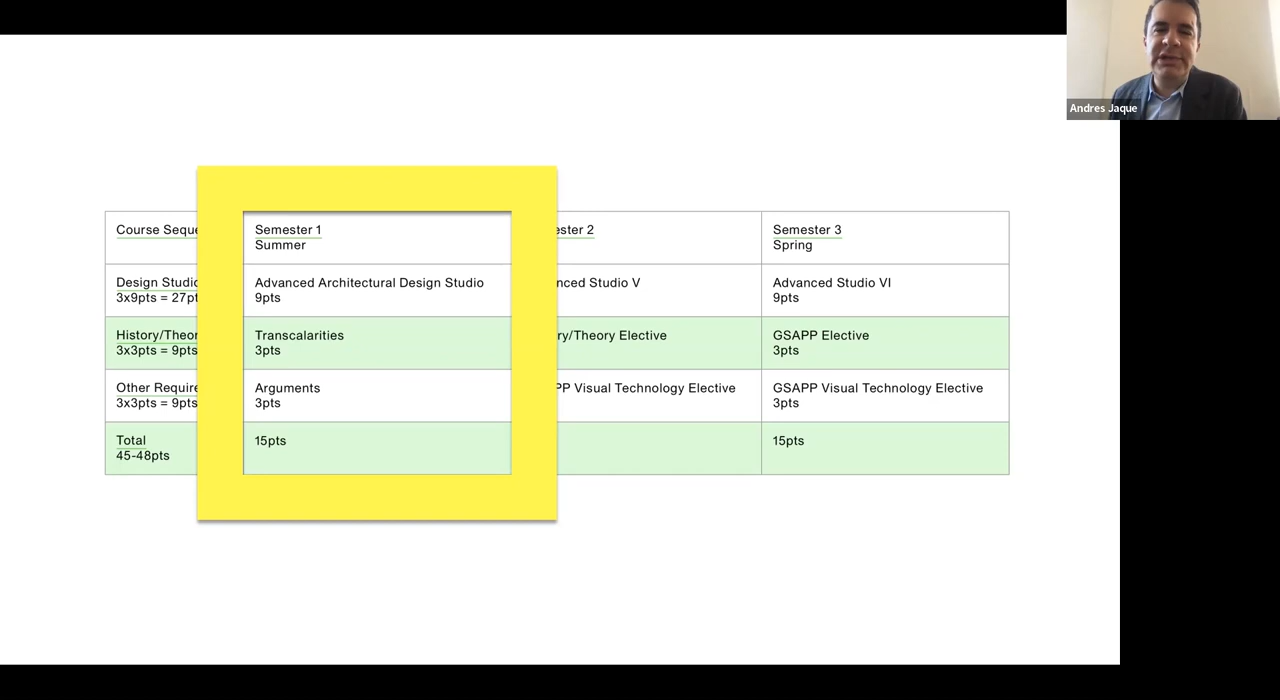 Andres Jaque
Course Seque
Semester 1
ester 2
Semester 3
Summer
Spring
Design Studio
Advanced Architectural Design Studio
nced Studio V
Advanced Studio VI
3x9pts = 27pt
9pts
9pts
History/Theor
Transcalarities
ry/Theory Elective
GSAPP Elective
3x3pts = 9pts
3pts
3pts
Other Require
Arguments
PP Visual Technology Elective
GSAPP Visual Technology Elective
3x3pts = 9pts
3pts
3pts
Total
15pts
15pts
45-48pts